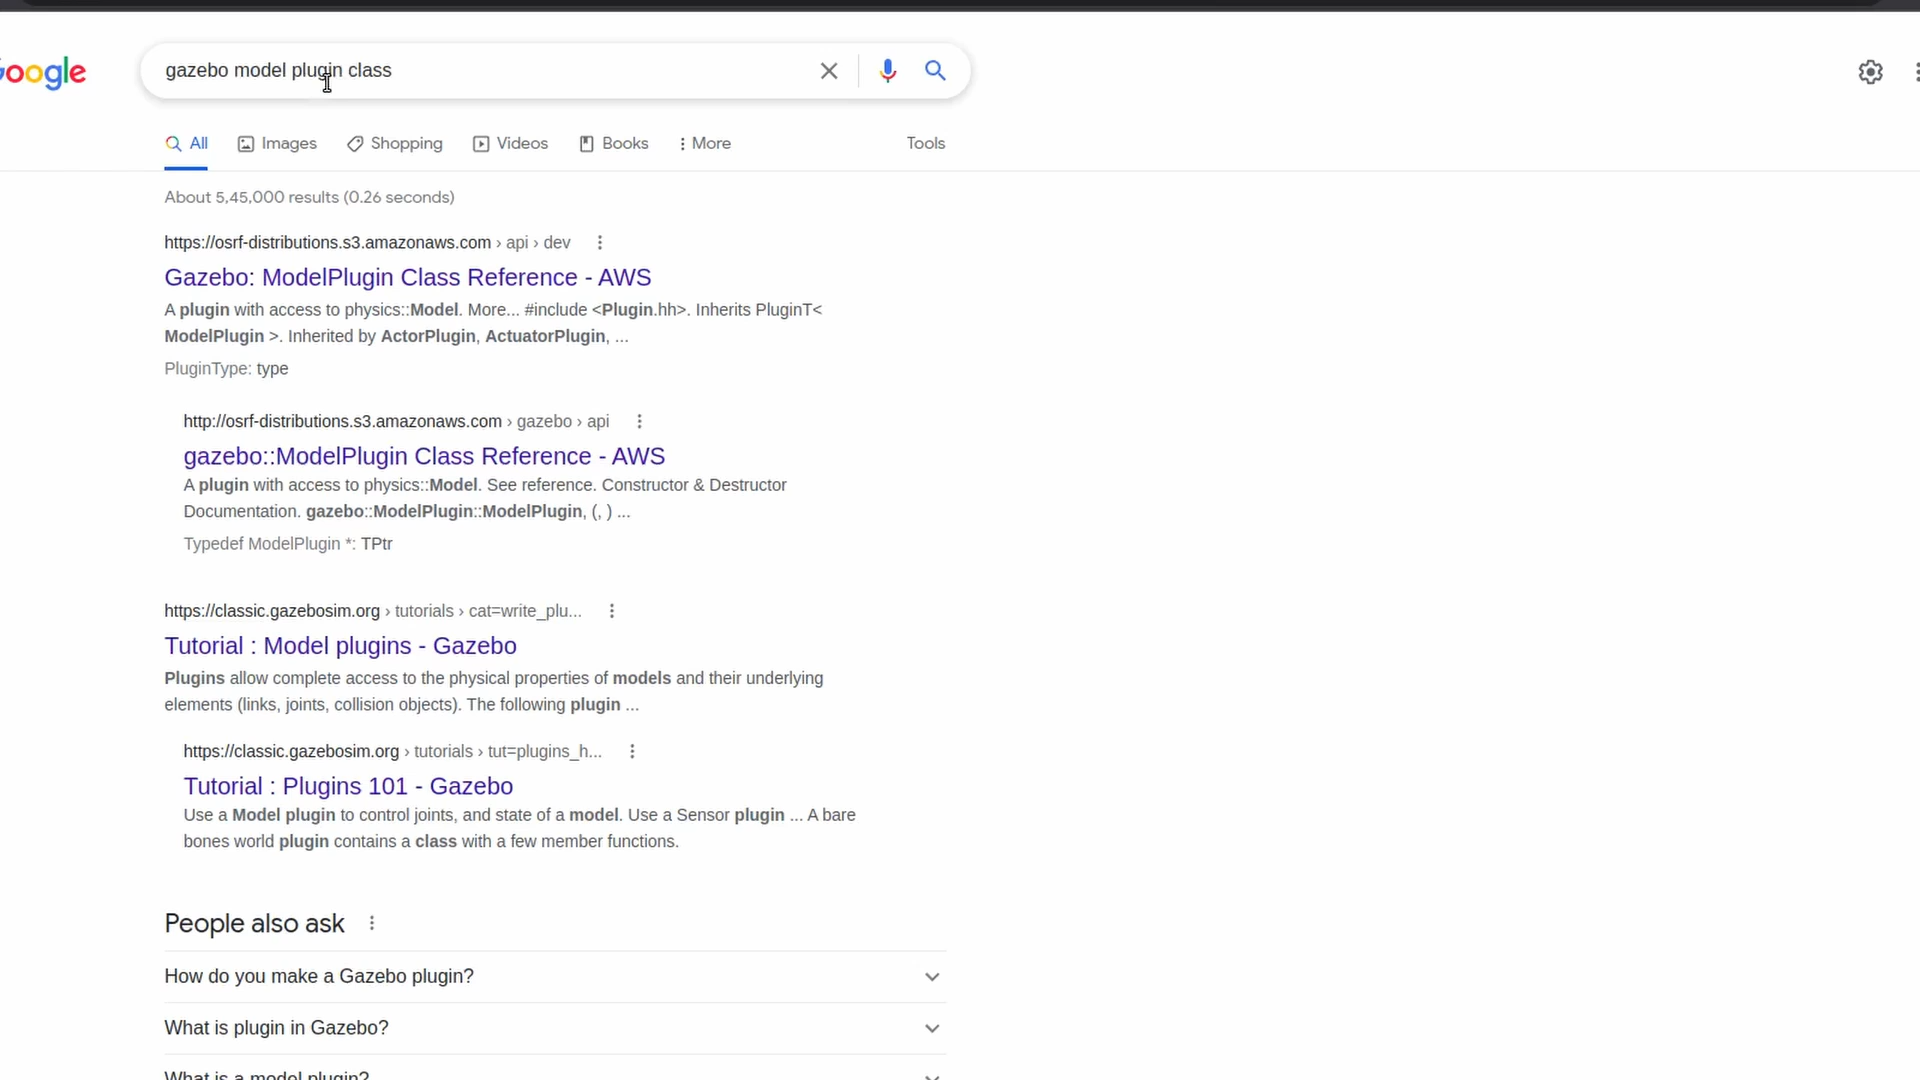 Google
gazebo model plugin class
All Images Shopping Videos Books More Tools
About 5,45,000 results (0.26 seconds)
https://osrf-distributions.s3.amazonaws.com › api › dev
Gazebo: ModelPlugin Class Reference - AWS
A plugin with access to physics::Model. More... #include <Plugin.hh>. Inherits PluginT<
ModelPlugin >. Inherited by ActorPlugin, ActuatorPlugin, ...
PluginType: type
http://osrf-distributions.s3.amazonaws.com › gazebo › api
gazebo::ModelPlugin Class Reference - AWS
A plugin with access to physics::Model. See reference. Constructor & Destructor
Documentation. gazebo::ModelPlugin::ModelPlugin, (, ) ...
Typedef ModelPlugin *: TPtr
https://classic.gazebosim.org › tutorials › cat=write_plu...
Tutorial : Model plugins - Gazebo
Plugins allow complete access to the physical properties of models and their underlying
elements (links, joints, collision objects). The following plugin ...
https://classic.gazebosim.org › tutorials › tut=plugins_h...
Tutorial : Plugins 101 - Gazebo
Use a Model plugin to control joints, and state of a model. Use a Sensor plugin ... A bare
bones world plugin contains a class with a few member functions.
People also ask
How do you make a Gazebo plugin?
What is plugin in Gazebo?
What is a model plugin?